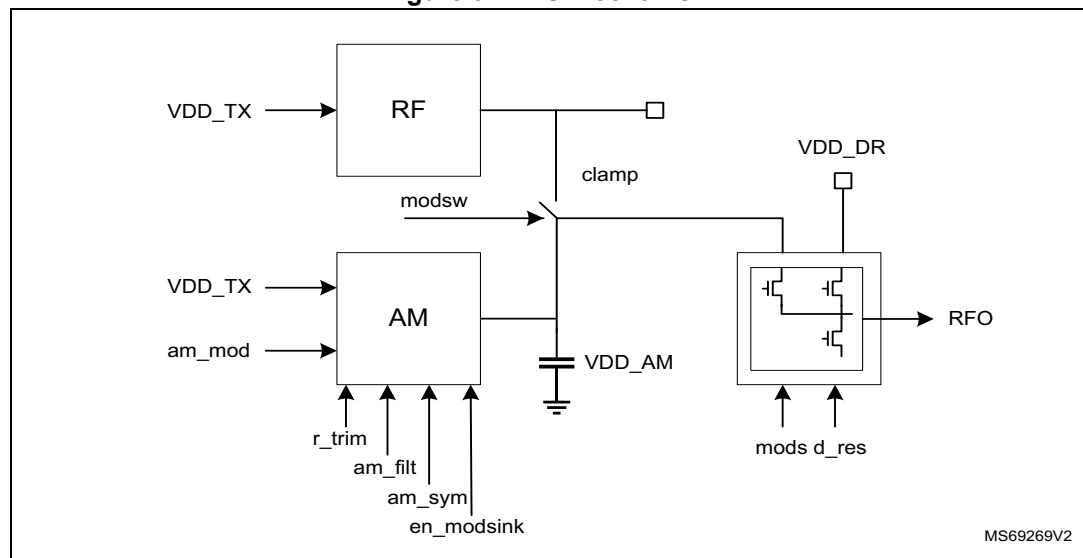 VDD_TX
RF
VDD_DR
clamp
modsw
VDD_TX
AM
RFO
am_mod
VDD_AM
r_trim
mods d_res
am_filt
am_sym
en_modsink
MS69269V2